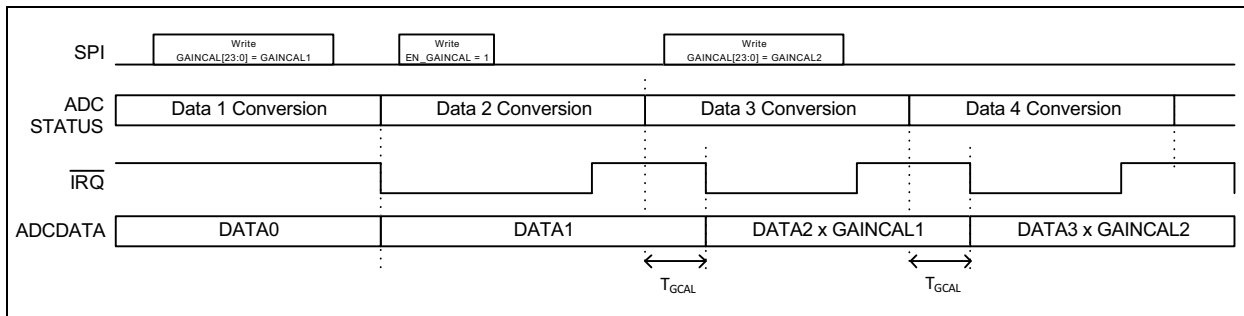 SPI
Write
GAINCAL[23:0] = GAINCAL1
Write
EN_GAINCAL = 1
Write
GAINCAL[23:0] = GAINCAL2
ADC
STATUS
Data 1 Conversion
Data 2 Conversion
Data 3 Conversion
Data 4 Conversion
IRQ
ADCDATA
DATA0
DATA1
DATA2 x GAINCAL1
DATA3 x GAINCAL2
TGCAL
TGCAL